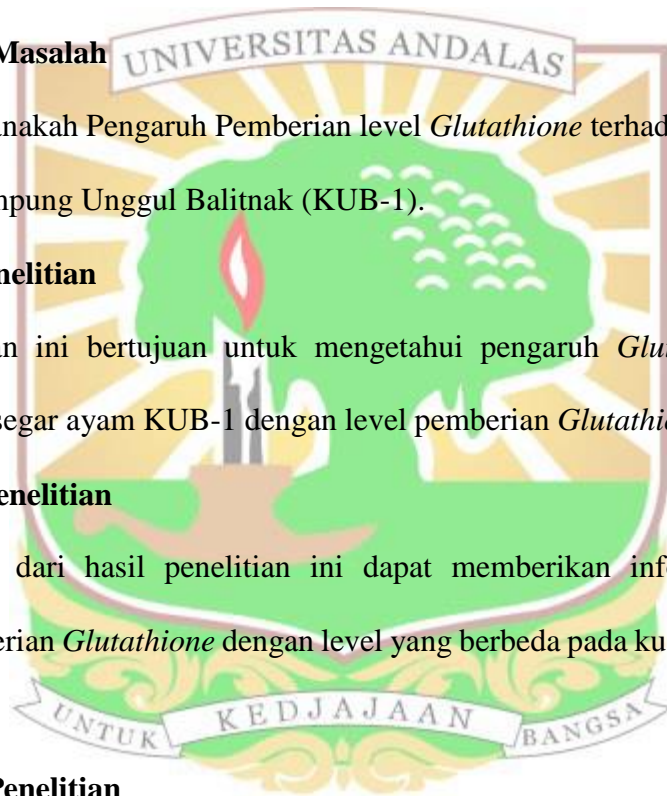 Masalah
UNIVERSITAS ANDALAS
anakah Pengaruh Pemberian level Glutathione terhad
npung Unggul Balitnak (KUB-1).
nelitian
an ini bertujuan untuk mengetahui pengaruh Glu
segar ayam KUB-1 dengan level pemberian Glutathi
enelitian
dari hasil penelitian ini dapat memberikan inf
erian Glutathione dengan level yang berbeda pada ku
UNTUK KEDJAJAAN BANGSA
Penelitian